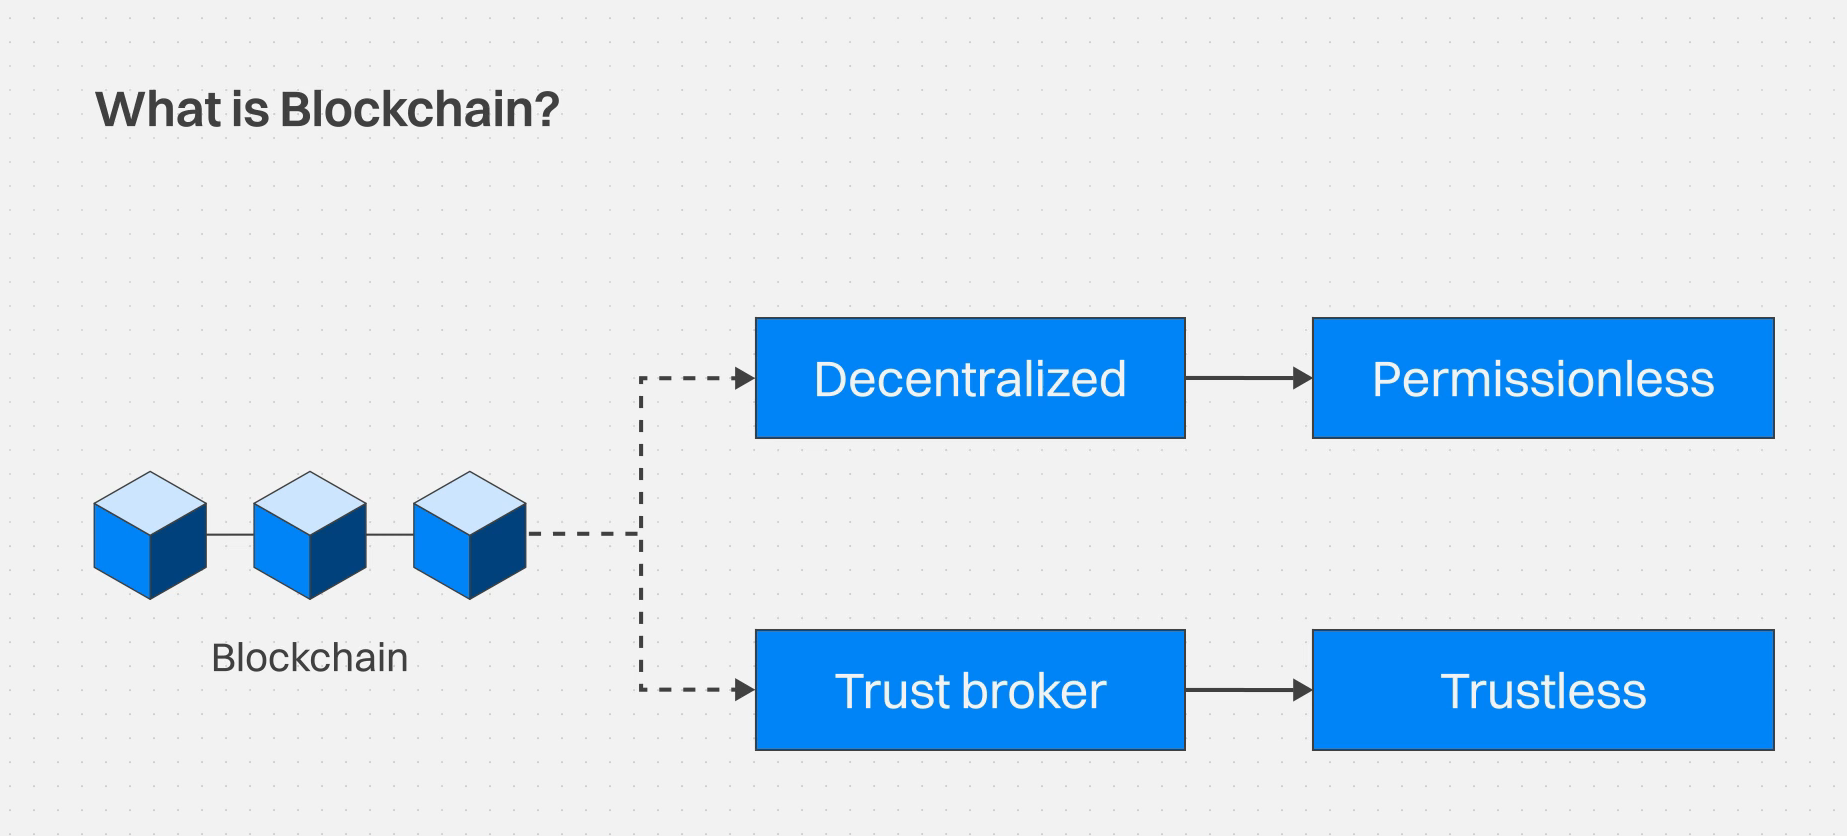 What is Blockchain?
Decentralized
Permissionless
Blockchain
Trust broker
Trustless